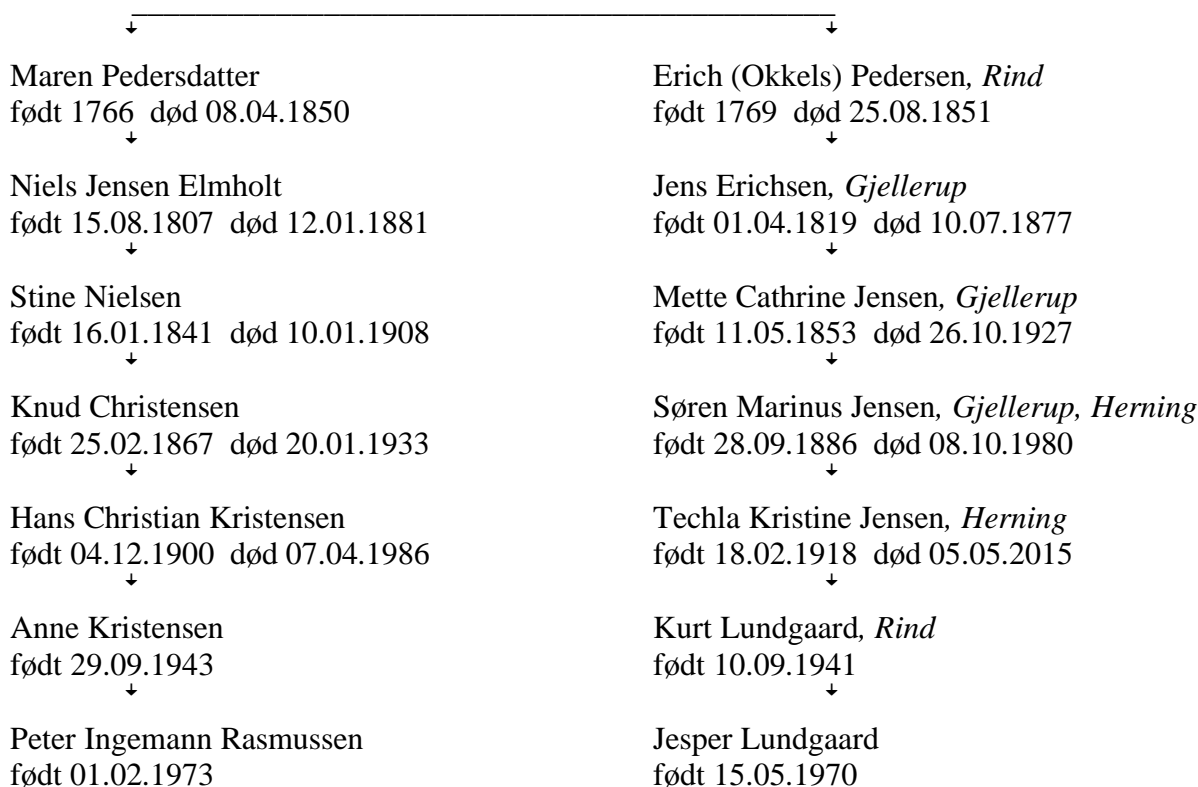 Maren Pedersdatter
født 1766 død 08.04.1850
Niels Jensen Elmholt
født 15.08.1807 død 12.01.1881
Stine Nielsen
født 16.01.1841 død 10.01.1908
Knud Christensen
født 25.02.1867 død 20.01.1933
Hans Christian Kristensen
født 04.12.1900 død 07.04.1986
Anne Kristensen
født 29.09.1943
Peter Ingemann Rasmussen
født 01.02.1973
Erich (Okkels) Pedersen, Rind
født 1769 død 25.08.1851
Jens Erichsen, Gjellerup
født 01.04.1819 død 10.07.1877
Mette Cathrine Jensen, Gjellerup
født 11.05.1853 død 26.10.1927
Søren Marinus Jensen, Gjellerup, Herning
født 28.09.1886 død 08.10.1980
Techla Kristine Jensen, Herning
født 18.02.1918 død 05.05.2015
Kurt Lundgaard, Rind
født 10.09.1941
Jesper Lundgaard
født 15.05.1970